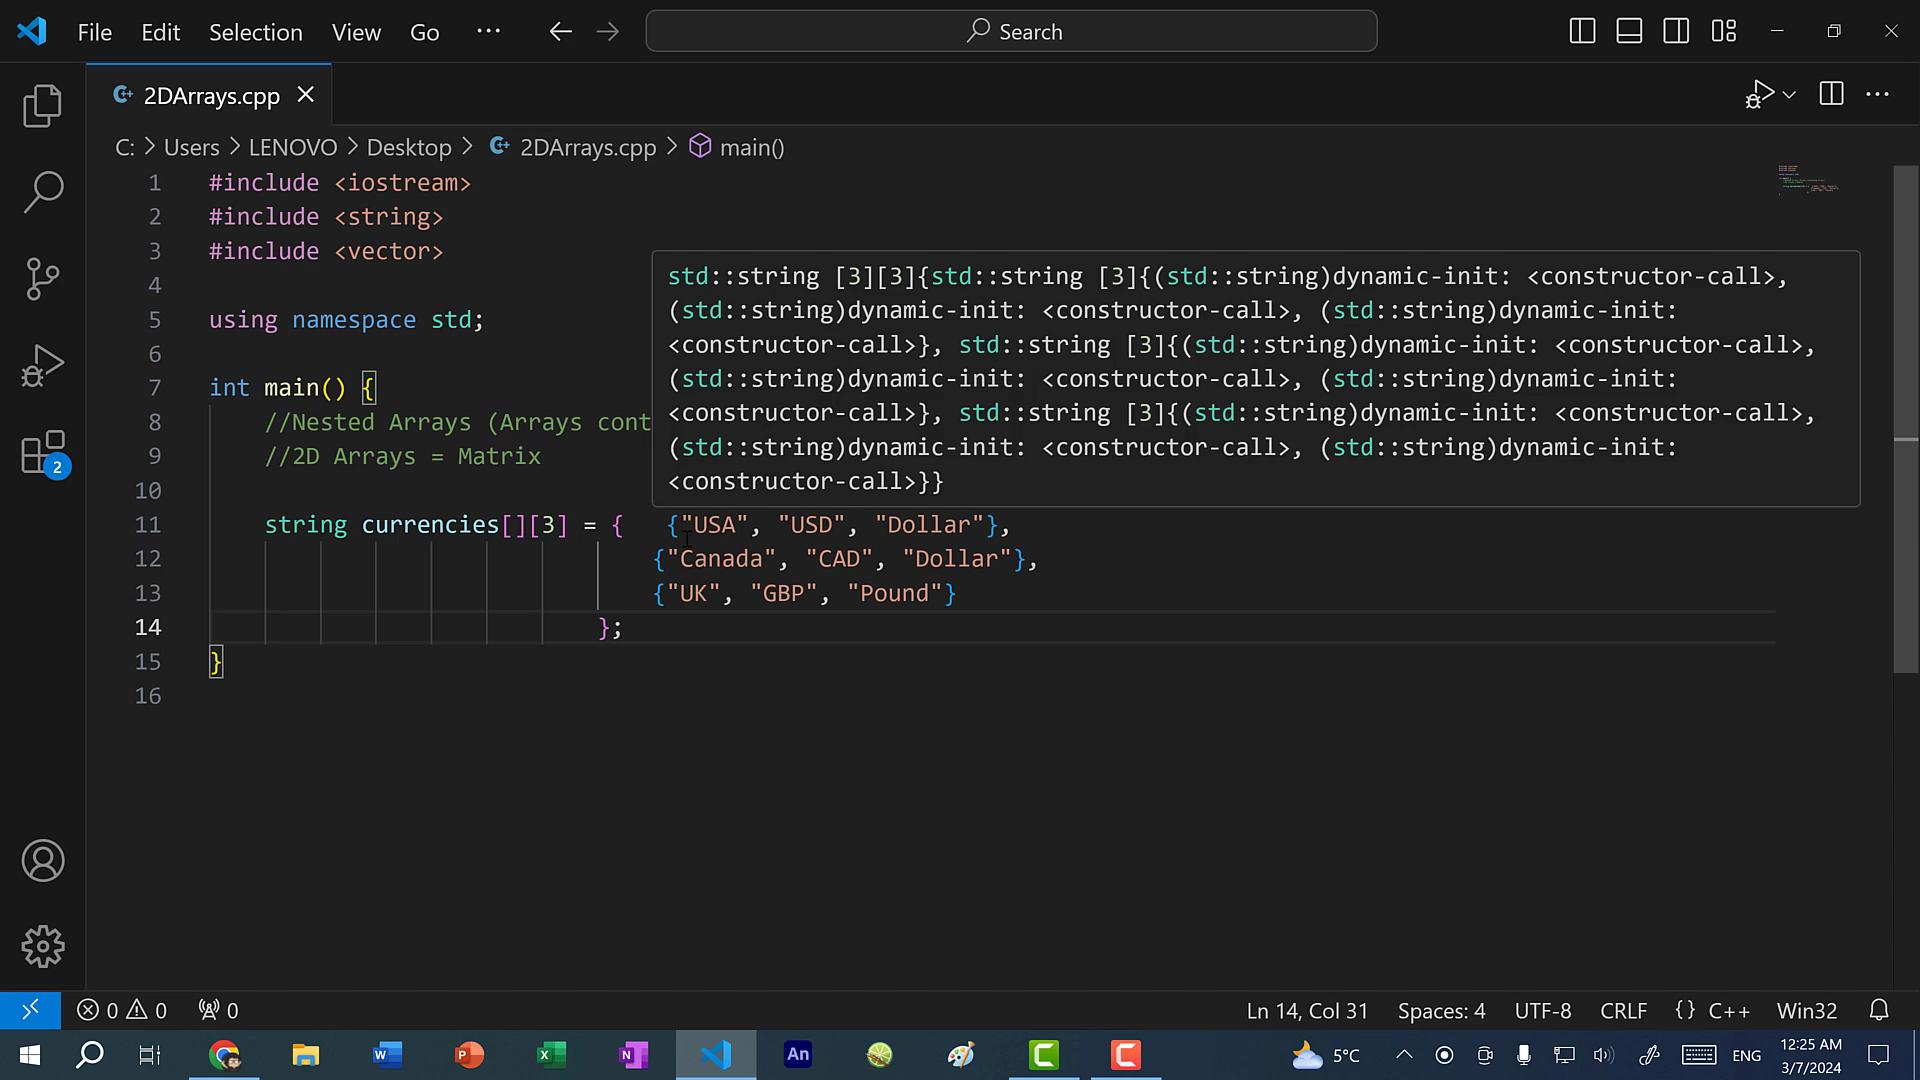 File Edit Selection View Go ··· Search
2DArrays.cpp
C: > Users > LENOVO > Desktop > 2DArrays.cpp > main()
1 #include <iostream>
2 #include <string>
3 #include <vector>
4
5 using namespace std;
6
7 int main() {
8 //Nested Arrays (Arrays cont
9 //2D Arrays = Matrix
10
std::string [3][3]{std::string [3]{(std::string)dynamic-init: <constructor-call>,
(std::string)dynamic-init: <constructor-call>, (std::string)dynamic-init:
<constructor-call>}, std::string [3]{(std::string)dynamic-init: <constructor-call>,
(std::string)dynamic-init: <constructor-call>, (std::string)dynamic-init:
<constructor-call>}, std::string [3]{(std::string)dynamic-init: <constructor-call>,
(std::string)dynamic-init: <constructor-call>, (std::string)dynamic-init:
<constructor-call>}}
11 string currencies[][3] = { {"USA", "USD", "Dollar"},
12 {"Canada", "CAD", "Dollar"},
13 {"UK", "GBP", "Pound"}
14 };
15 }
16
2
0 0 0 Ln 14, Col 31 Spaces: 4 UTF-8 CRLF {} C++ Win32
W P X N An C C 5°C ENG 12:25 AM
3/7/2024